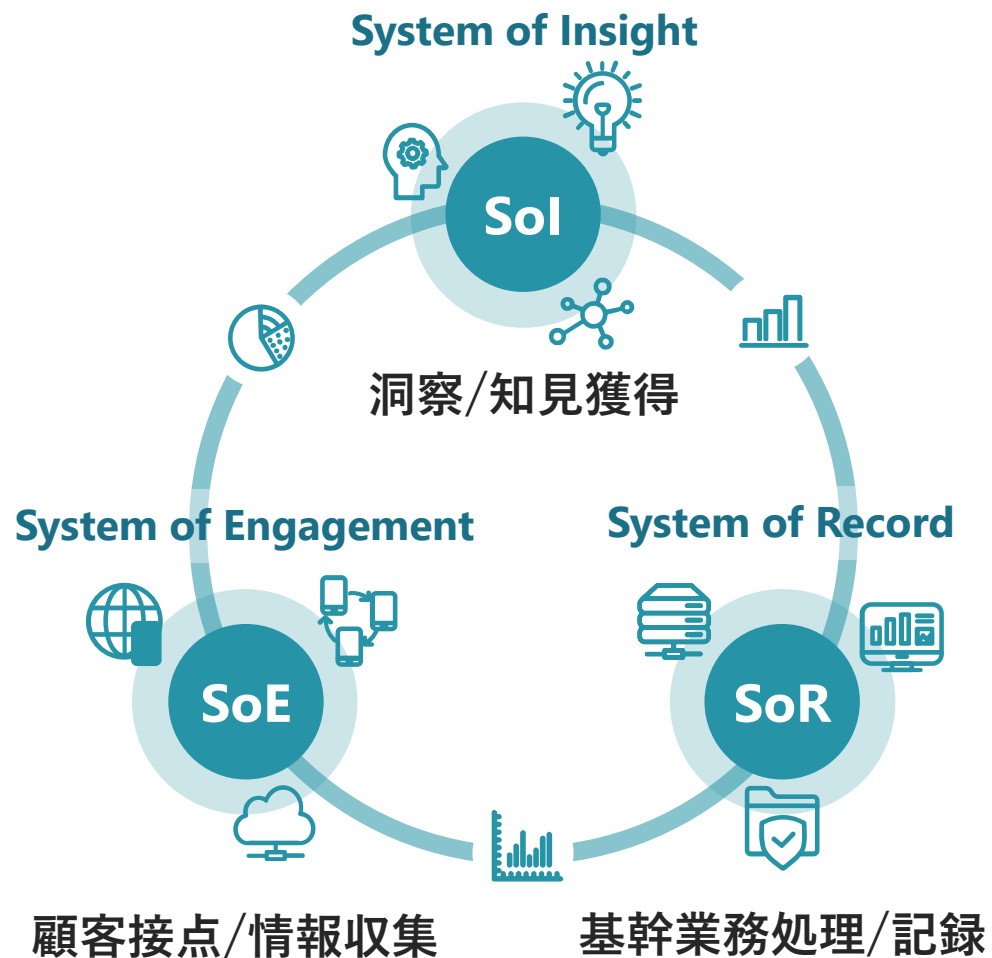 System of Insight
SoI
洞察/知見獲得
System of Engagement
System of Record
SoE
SoR
顧客接点/情報収集
基幹業務処理/記録